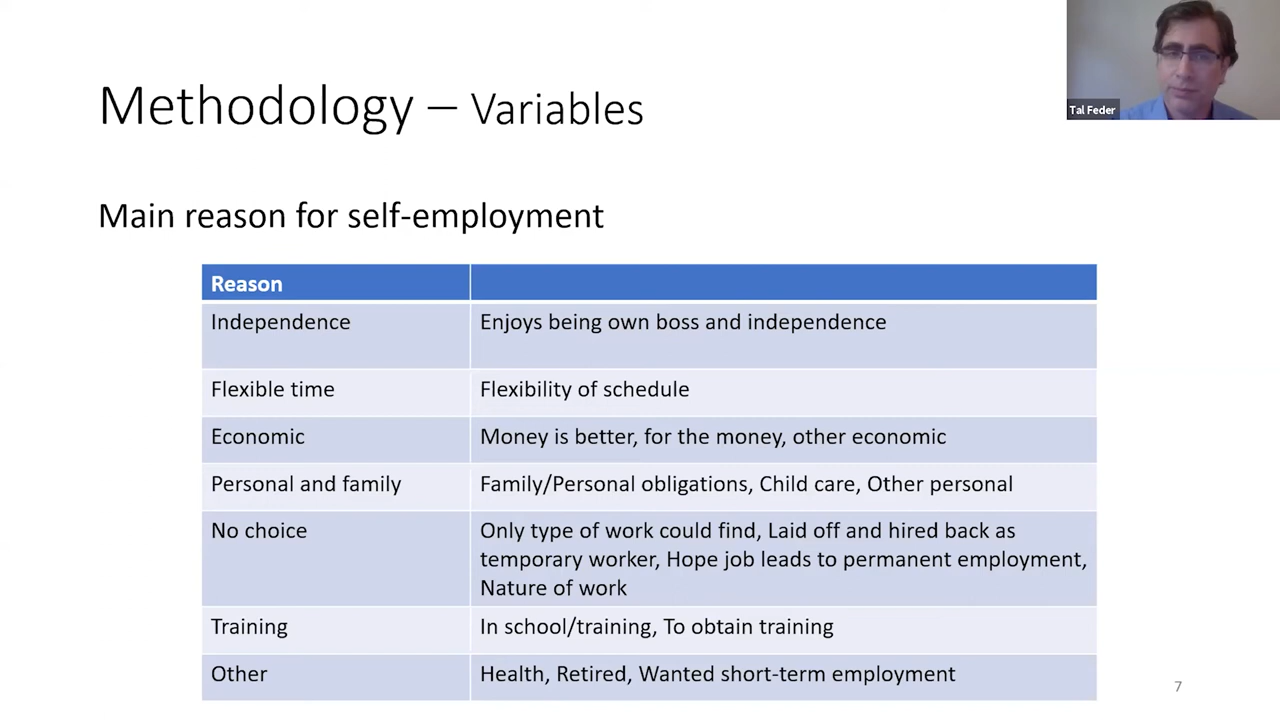 Tal Feder
Methodology – Variables
Main reason for self-employment
Reason
Independence
Enjoys being own boss and independence
Flexible time
Flexibility of schedule
Economic
Money is better, for the money, other economic
Personal and family
Family/Personal obligations, Child care, Other personal
No choice
Only type of work could find, Laid off and hired back as
temporary worker, Hope job leads to permanent employment,
Nature of work
Training
In school/training, To obtain training
Other
Health, Retired, Wanted short-term employment
7